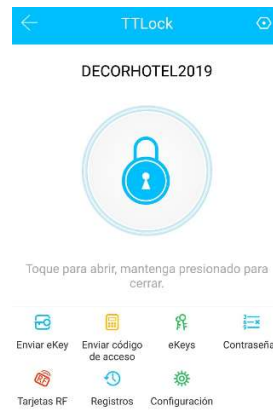 TTLock
DECORHOTEL2019
Toque para abrir, mantenga presionado para
cerrar.
Enviar eKey Enviar código de acceso eKeys Contraseña
Tarjetas RF Registros Configuración